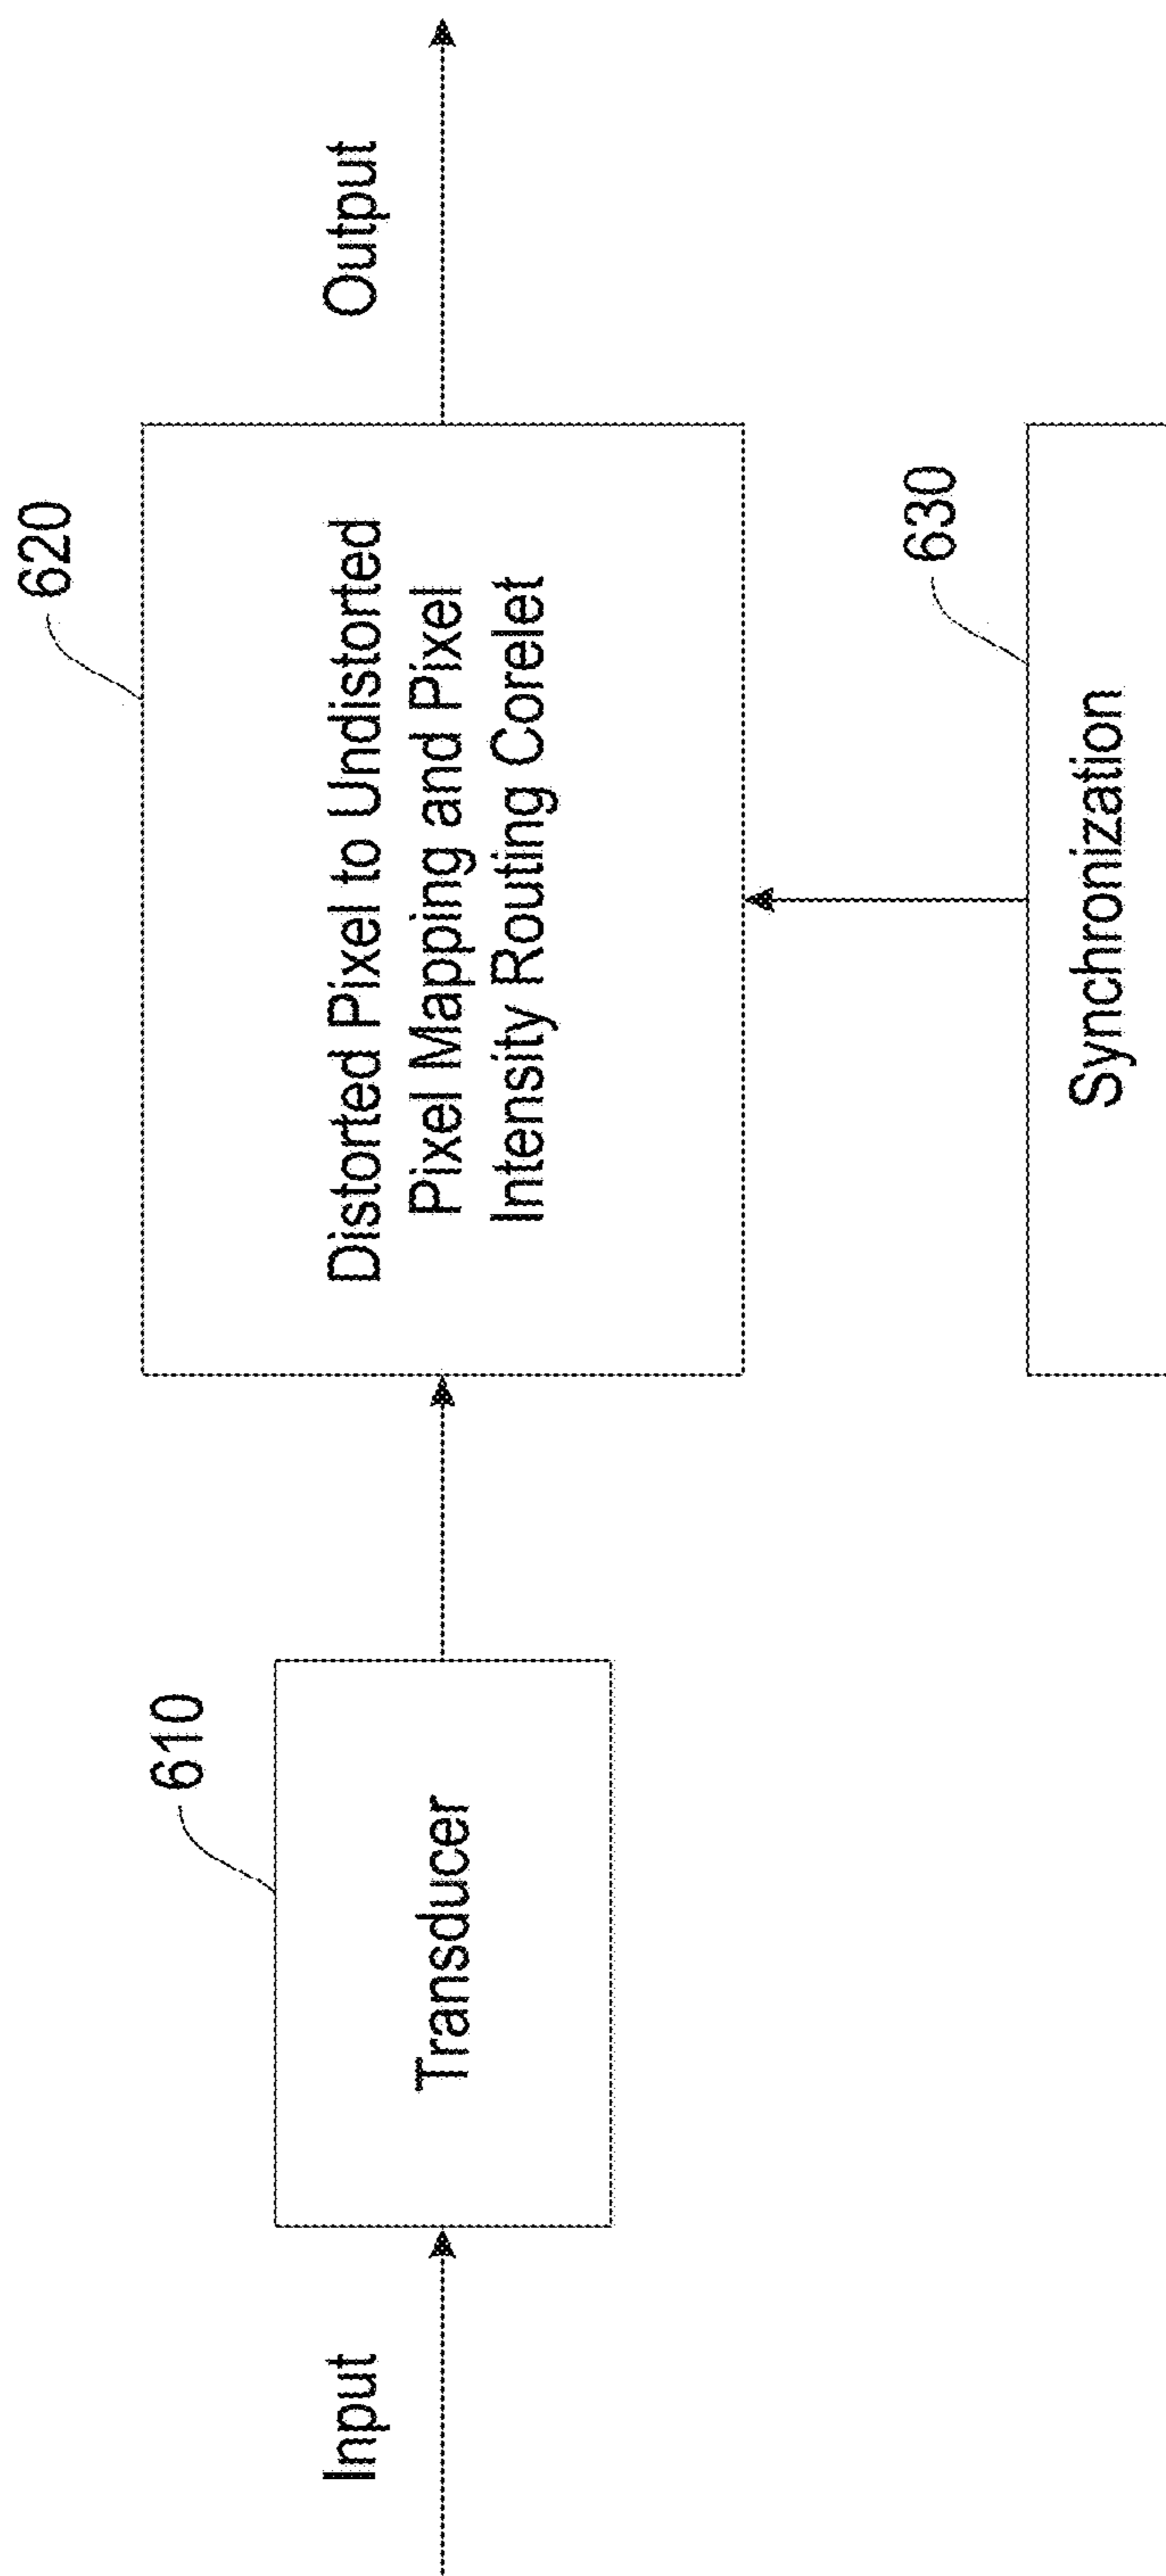 Input
610
Transducer
620
Distorted Pixel to Undistorted
Pixel Mapping and Pixel
Intensity Routing Corelet
Output
630
Synchronization